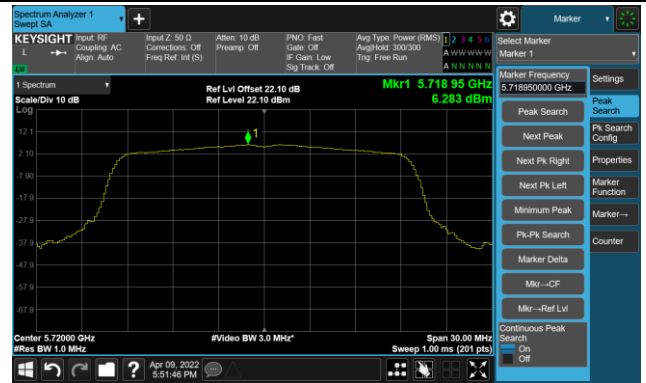 Spectrum Analyzer 1
Swept SA
+
Marker
KEYSIGHT
L
Input: RF
Coupling: AC
Align: Auto
Input Z: 50 Ω
Corrections: Off
Freq Ref: Int (S)
Atten: 10 dB
Preamp: Off
PNO: Fast
Gate: Off
IF Gain: Low
Sig Track: Off
Avg Type: Power (RMS)
Avg|Hold: 300/300
Trig: Free Run
1 2 3 4 5 6
A W W W W W
A N N N N N
Select Marker
Marker 1
1 Spectrum
Scale/Div 10 dB
Log
Ref Lvl Offset 22.10 dB
Ref Level 22.10 dBm
Mkr1 5.718 95 GHz
6.283 dBm
1
12.1
2.10
-7.90
-17.9
-27.9
-37.9
-47.9
-57.9
-67.9
Center 5.72000 GHz
#Res BW 1.0 MHz
#Video BW 3.0 MHz*
Span 30.00 MHz
Sweep 1.00 ms (201 pts)
Marker Frequency
5.718950000 GHz
Peak Search
Next Peak
Next Pk Right
Next Pk Left
Minimum Peak
Pk-Pk Search
Marker Delta
Mkr→CF
Mkr→Ref Lvl
Continuous Peak
Search
On
Off
Settings
Peak
Search
Pk Search
Config
Properties
Marker
Function
Marker→
Counter
?
Apr 09, 2022
5:51:46 PM